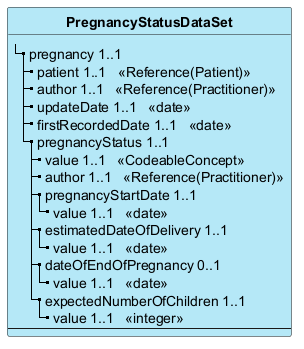 PregnancyStatusDataSet
pregnancy 1..1
patient 1..1 «Reference(Patient)»
author 1..1 «Reference(Practitioner)»
updateDate 1..1 «date»
firstRecordedDate 1..1 «date»
pregnancyStatus 1..1
value 1..1 «CodeableConcept»
author 1..1 «Reference(Practitioner)»
pregnancyStartDate 1..1
value 1..1 «date»
estimatedDateOfDelivery 1..1
value 1..1 «date»
dateOfEndOfPregnancy 0..1
value 1..1 «date»
expectedNumberOfChildren 1..1
value 1..1 «integer»